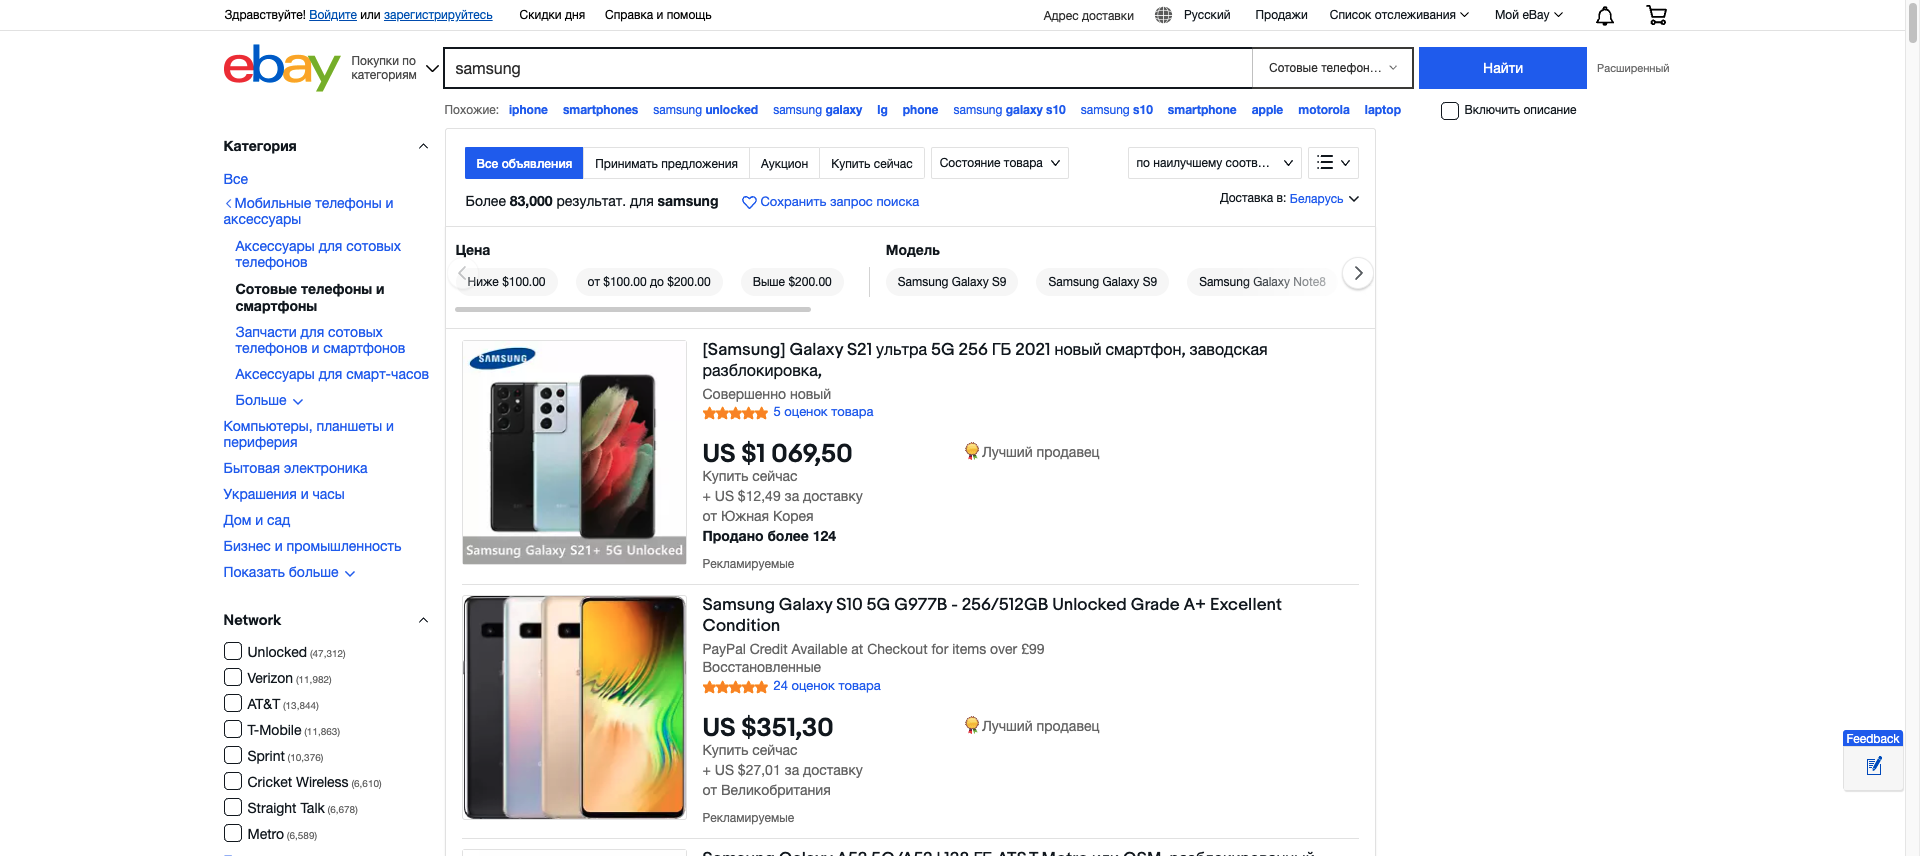 Здравствуйте! Войдите или зарегистрируйтесь
Скидки дня
Справка и помощь
Адрес доставки
Русский
Продажи
Список отслеживания
Мой eBay
ebay
Покупки по
категориям
samsung
Сотовые телефон...
Найти
Расширенный
Похожие: iphone smartphones samsung unlocked samsung galaxy lg phone samsung galaxy s10 samsung s10 smartphone apple motorola laptop
Включить описание
Категория
Все
Мобильные телефоны и
аксессуары
Аксессуары для сотовых
телефонов
Сотовые телефоны и
смартфоны
Запчасти для сотовых
телефонов и смартфонов
Аксессуары для смарт-часов
Больше
Компьютеры, планшеты и
периферия
Бытовая электроника
Украшения и часы
Дом и сад
Бизнес и промышленность
Показать больше
Network
Unlocked (47,312)
Verizon (11,982)
AT&T (13,844)
T-Mobile (11,863)
Sprint (10,376)
Cricket Wireless (6,610)
Straight Talk (6,678)
Metro (6,589)
Все объявления
Принимать предложения
Аукцион
Купить сейчас
Состояние товара
по наилучшему соотв...
Более 83,000 результат. для samsung
Сохранить запрос поиска
Доставка в: Беларусь
Цена
Ниже $100.00
от $100.00 до $200.00
Выше $200.00
Модель
Samsung Galaxy S9
Samsung Galaxy S9
Samsung Galaxy Note8
SAMSUNG
Samsung Galaxy S21+ 5G Unlocked
[Samsung] Galaxy S21 ультра 5G 256 ГБ 2021 новый смартфон, заводская
разблокировка,
Совершенно новый
5 оценок товара
US $1 069,50
Лучший продавец
Купить сейчас
+ US $12,49 за доставку
от Южная Корея
Продано более 124
Рекламируемые
Samsung Galaxy S10 5G G977B - 256/512GB Unlocked Grade A+ Excellent
Condition
PayPal Credit Available at Checkout for items over £99
Восстановленные
24 оценок товара
US $351,30
Лучший продавец
Купить сейчас
+ US $27,01 за доставку
от Великобритания
Рекламируемые
Samsung Galaxy A52 5G/A52
Feedback